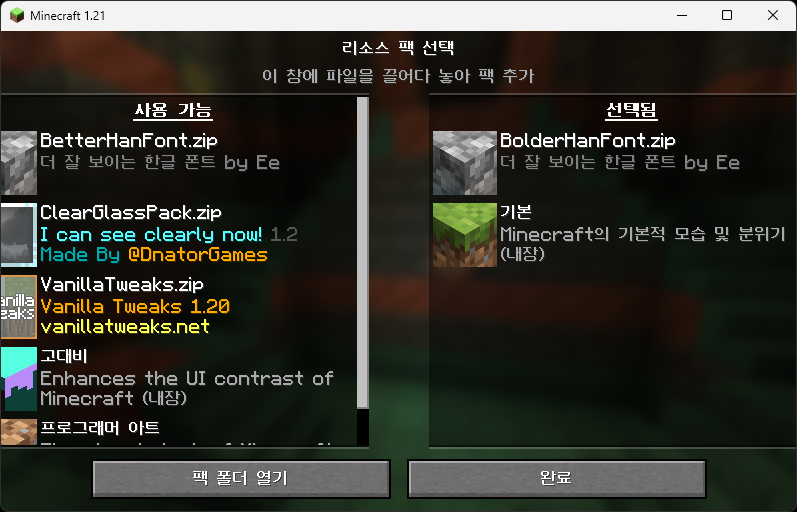 Minecraft 1.21
리소스 팩 선택
이 창에 파일을 끌어다 놓아 팩 추가
사용 가능
BetterHanFont.zip
더 잘 보이는 한글 폰트 by Ee
ClearGlassPack.zip
I can see clearly now! 1.2
Made By @DnatorGames
anilla
eaks
VanillaTweaks.zip
Vanilla Tweaks 1.20
vanillatweaks.net
고대비
Enhances the UI contrast of
Minecraft (내장)
프로그래머 아트
선택됨
BolderHanFont.zip
더 잘 보이는 한글 폰트 by Ee
기본
Minecraft의 기본적 모습 및 분위기
(내장)
팩 폴더 열기
완료